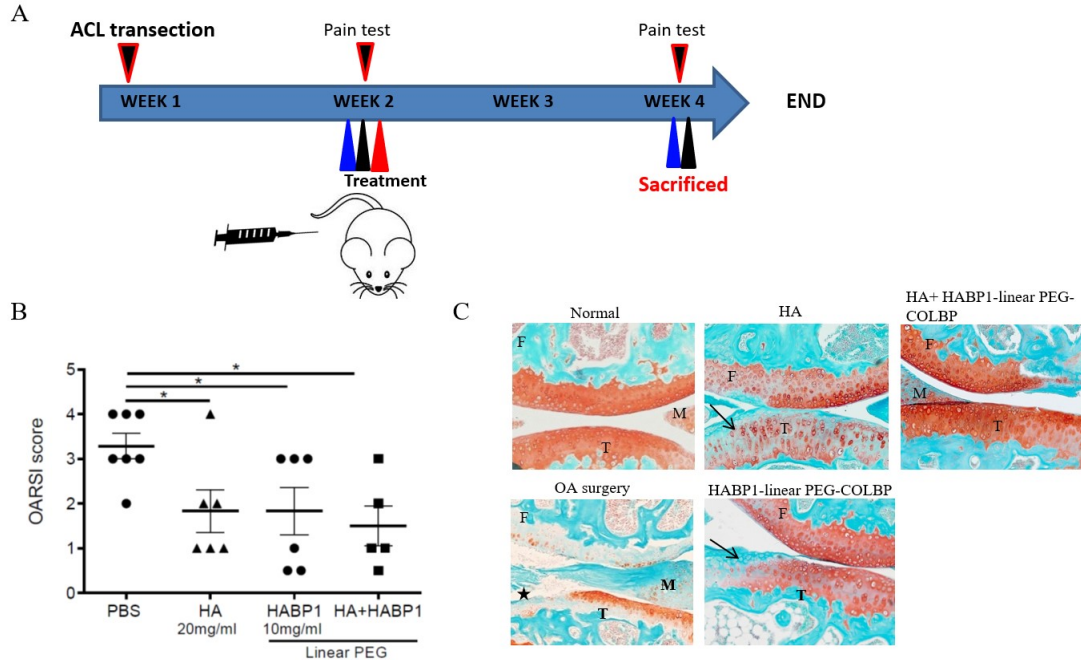 A
ACL transection
Pain test
Pain test
WEEK 1
WEEK 2
WEEK 3
WEEK 4
END
Treatment
Sacrificed
B
OARSI score
5
4
3
2
1
0
*
*
*
PBS
HA
20mg/ml
HABP1
10mg/ml
HA+HABP1
Linear PEG
C
Normal
HA
HA+ HABP1-linear PEG-
COLBP
F
M
T
F
T
F
M
T
OA surgery
HABP1-linear PEG-COLBP
F
M
T
F
T